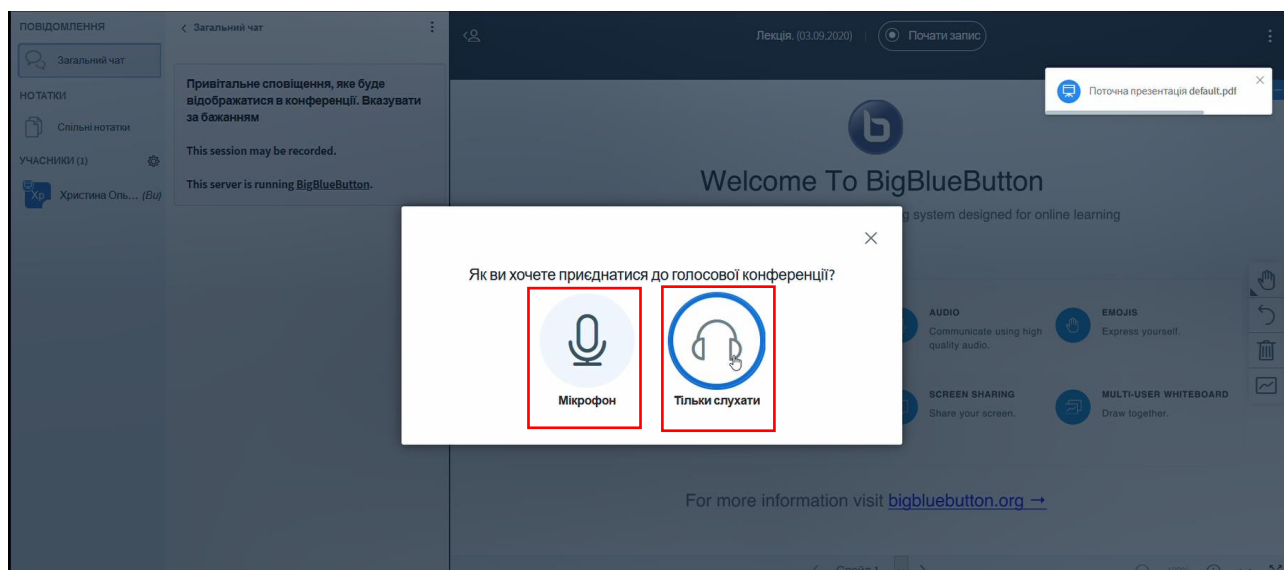 ПОВІДОМЛЕННЯ
Загальний чат
НОТАТКИ
Спільні нотатки
УЧАСНИКИ (1)
Хр
Христина Оль... (Ви)
Загальний чат
Привітальне сповіщення, яке буде
відображатися в конференції. Вказувати
за бажанням
This session may be recorded.
This server is running BigBlueButton.
Лекція. (03.09.2020)
Почати запис
Поточна презентація default.pdf
b
Welcome To BigBlueButton
g system designed for online learning
Як ви хочете приєднатися до голосової конференції?
Мікрофон
Тільки слухати
AUDIO
Communicate using high
quality audio.
EMOJIS
Express yourself.
SCREEN SHARING
Share your screen.
MULTI-USER WHITEBOARD
Draw together.
For more information visit bigbluebutton.org →
Слайд 1